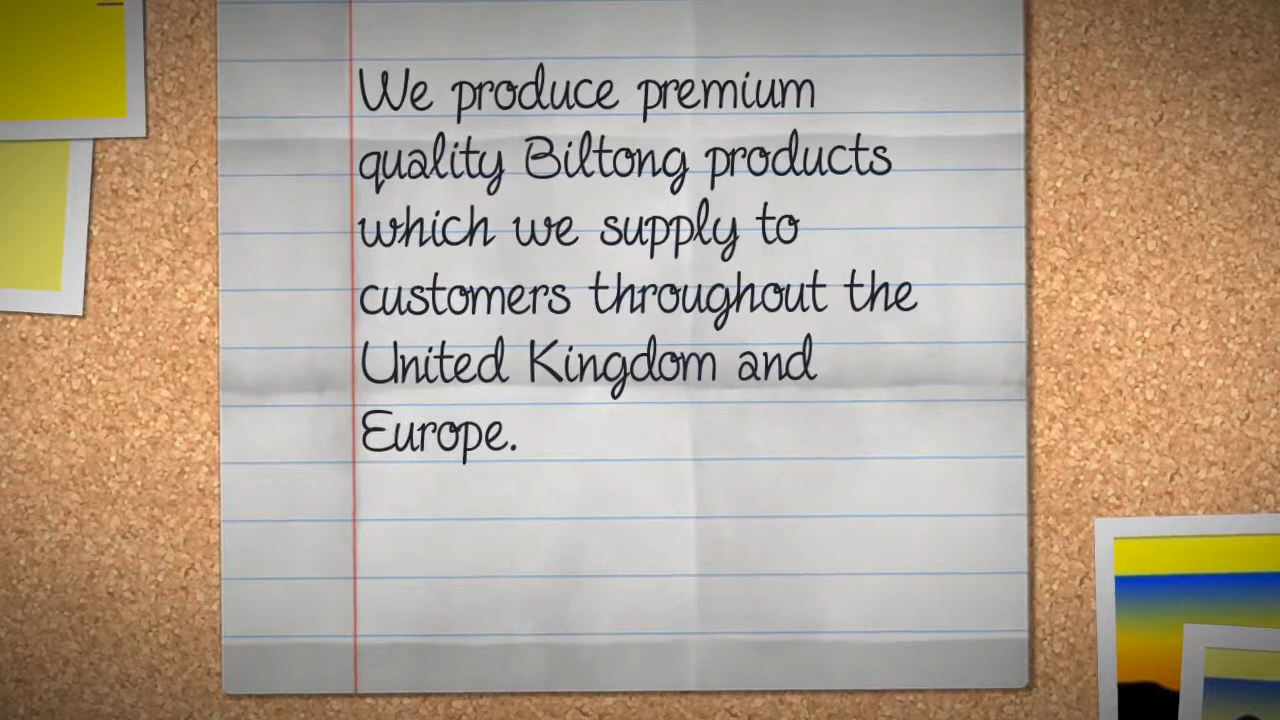 We produce premium
quality Biltong products
which we supply to
customers throughout the
United Kingdom and
Europe.